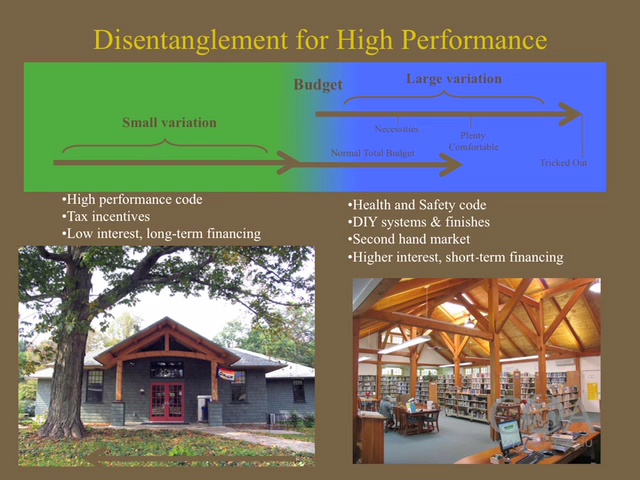 Disentanglement for High Performance
Budget
Large variation
Small variation
Necessities
Plenty
Comfortable
Normal Total Budget
Tricked Out
•High performance code
•Tax incentives
•Low interest, long-term financing
•Health and Safety code
•DIY systems & finishes
•Second hand market
•Higher interest, short-term financing